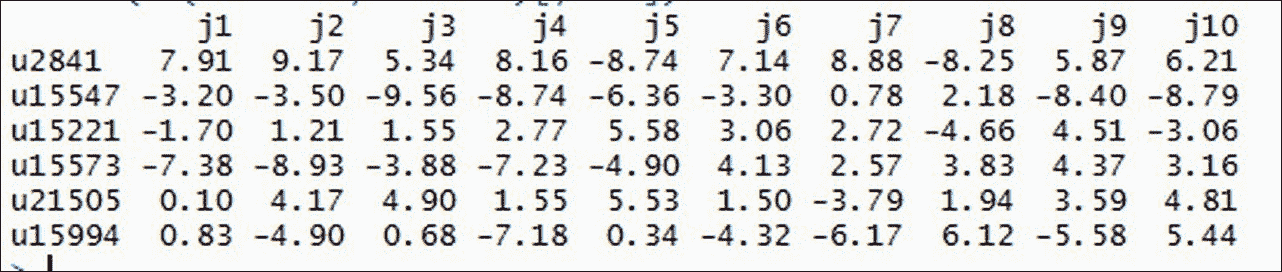 j1 j2 j3 j4 j5 j6 j7 j8 j9 j10
u2841 7.91 9.17 5.34 8.16 -8.74 7.14 8.88 -8.25 5.87 6.21
u15547 -3.20 -3.50 -9.56 -8.74 -6.36 -3.30 0.78 2.18 -8.40 -8.79
u15221 -1.70 1.21 1.55 2.77 5.58 3.06 2.72 -4.66 4.51 -3.06
u15573 -7.38 -8.93 -3.88 -7.23 -4.90 4.13 2.57 3.83 4.37 3.16
u21505 0.10 4.17 4.90 1.55 5.53 1.50 -3.79 1.94 3.59 4.81
u15994 0.83 -4.90 0.68 -7.18 0.34 -4.32 -6.17 6.12 -5.58 5.44